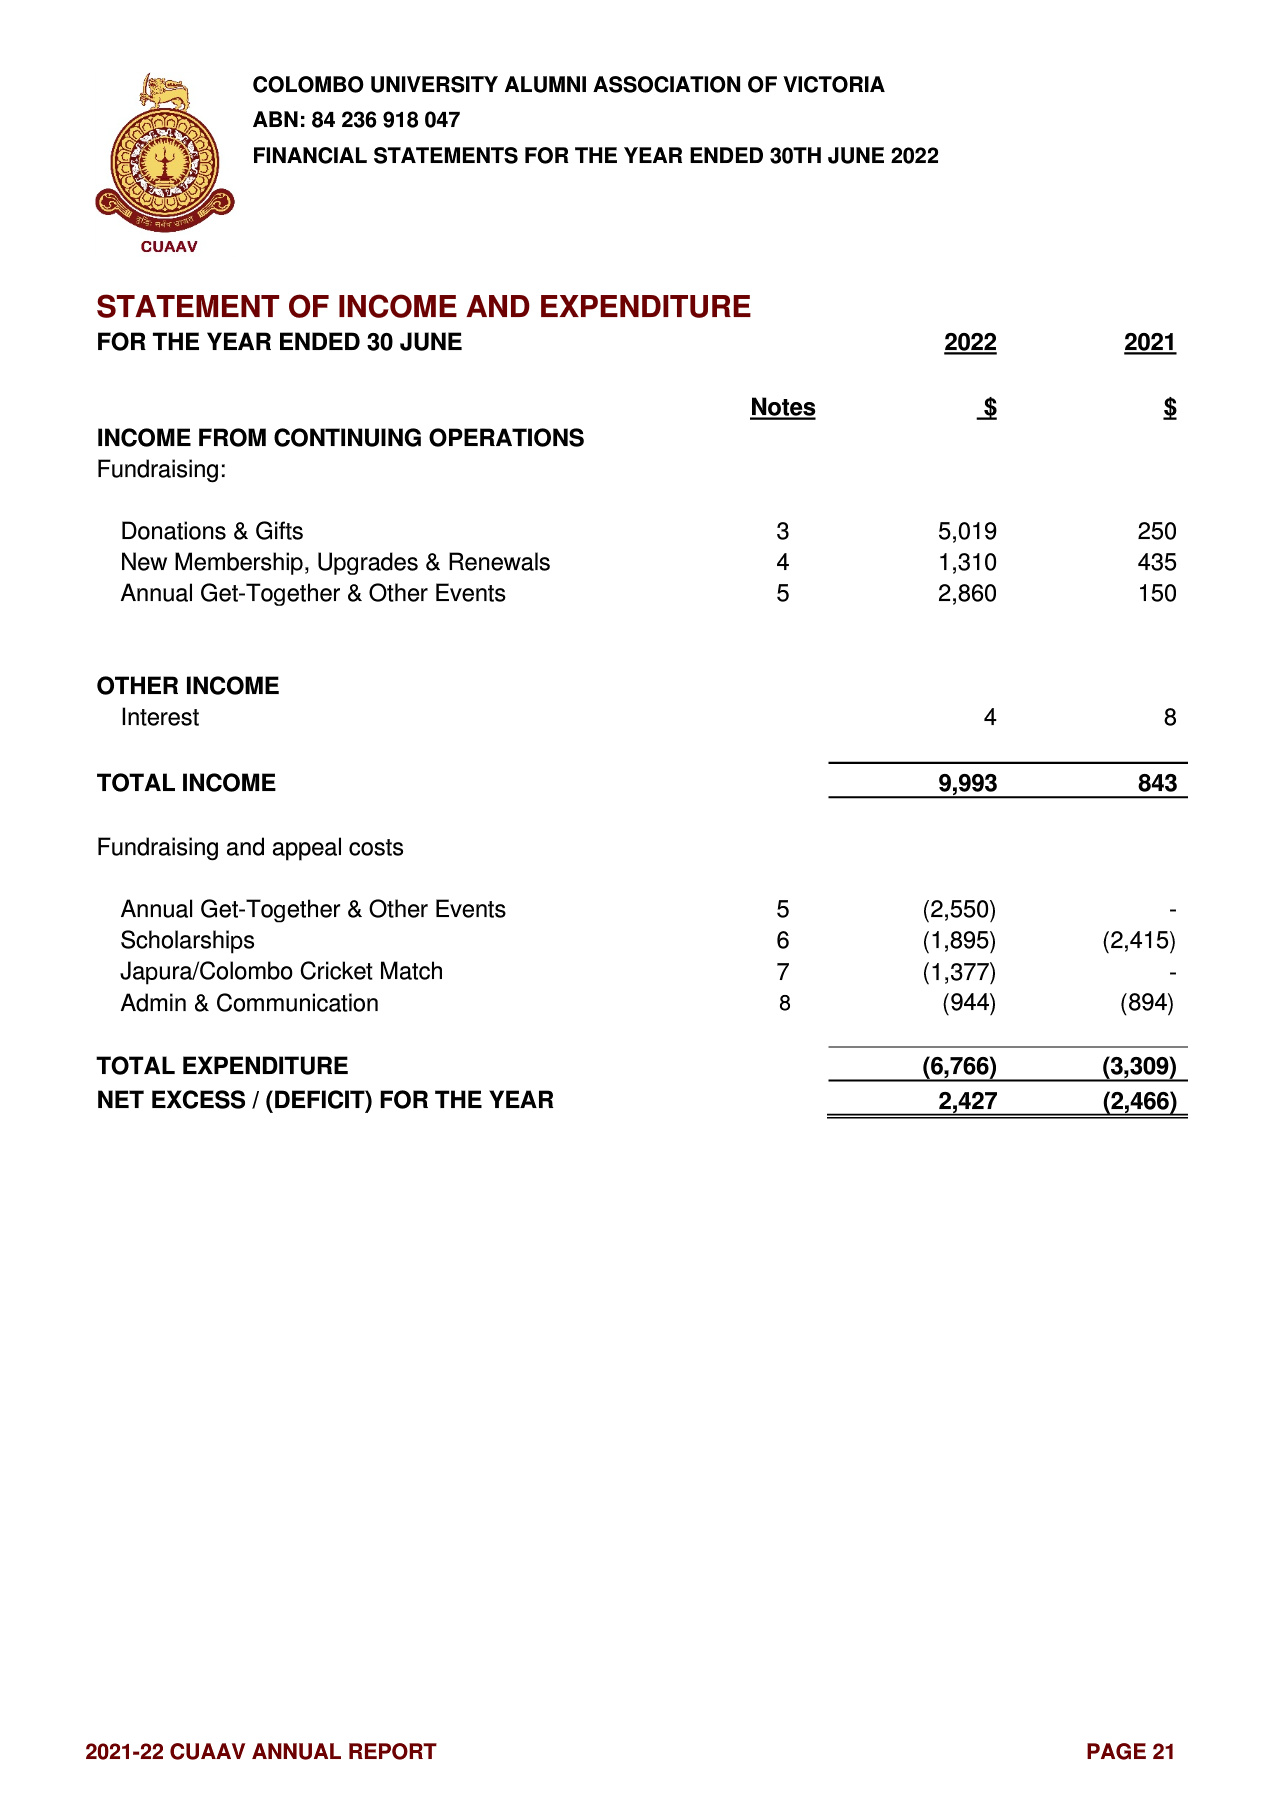 COLOMBO UNIVERSITY ALUMNI ASSOCIATION OF VICTORIA
ABN: 84 236 918 047
FINANCIAL STATEMENTS FOR THE YEAR ENDED 30TH JUNE 2022
CUAAV
STATEMENT OF INCOME AND EXPENDITURE
FOR THE YEAR ENDED 30 JUNE 2022 2021
Notes $ $
INCOME FROM CONTINUING OPERATIONS
Fundraising:
Donations & Gifts 3 5,019 250
New Membership, Upgrades & Renewals 4 1,310 435
Annual Get-Together & Other Events 5 2,860 150
OTHER INCOME
Interest 4 8
TOTAL INCOME 9,993 843
Fundraising and appeal costs
Annual Get-Together & Other Events 5 (2,550) -
Scholarships 6 (1,895) (2,415)
Japura/Colombo Cricket Match 7 (1,377) -
Admin & Communication 8 (944) (894)
TOTAL EXPENDITURE (6,766) (3,309)
NET EXCESS / (DEFICIT) FOR THE YEAR 2,427 (2,466)
2021-22 CUAAV ANNUAL REPORT PAGE 21